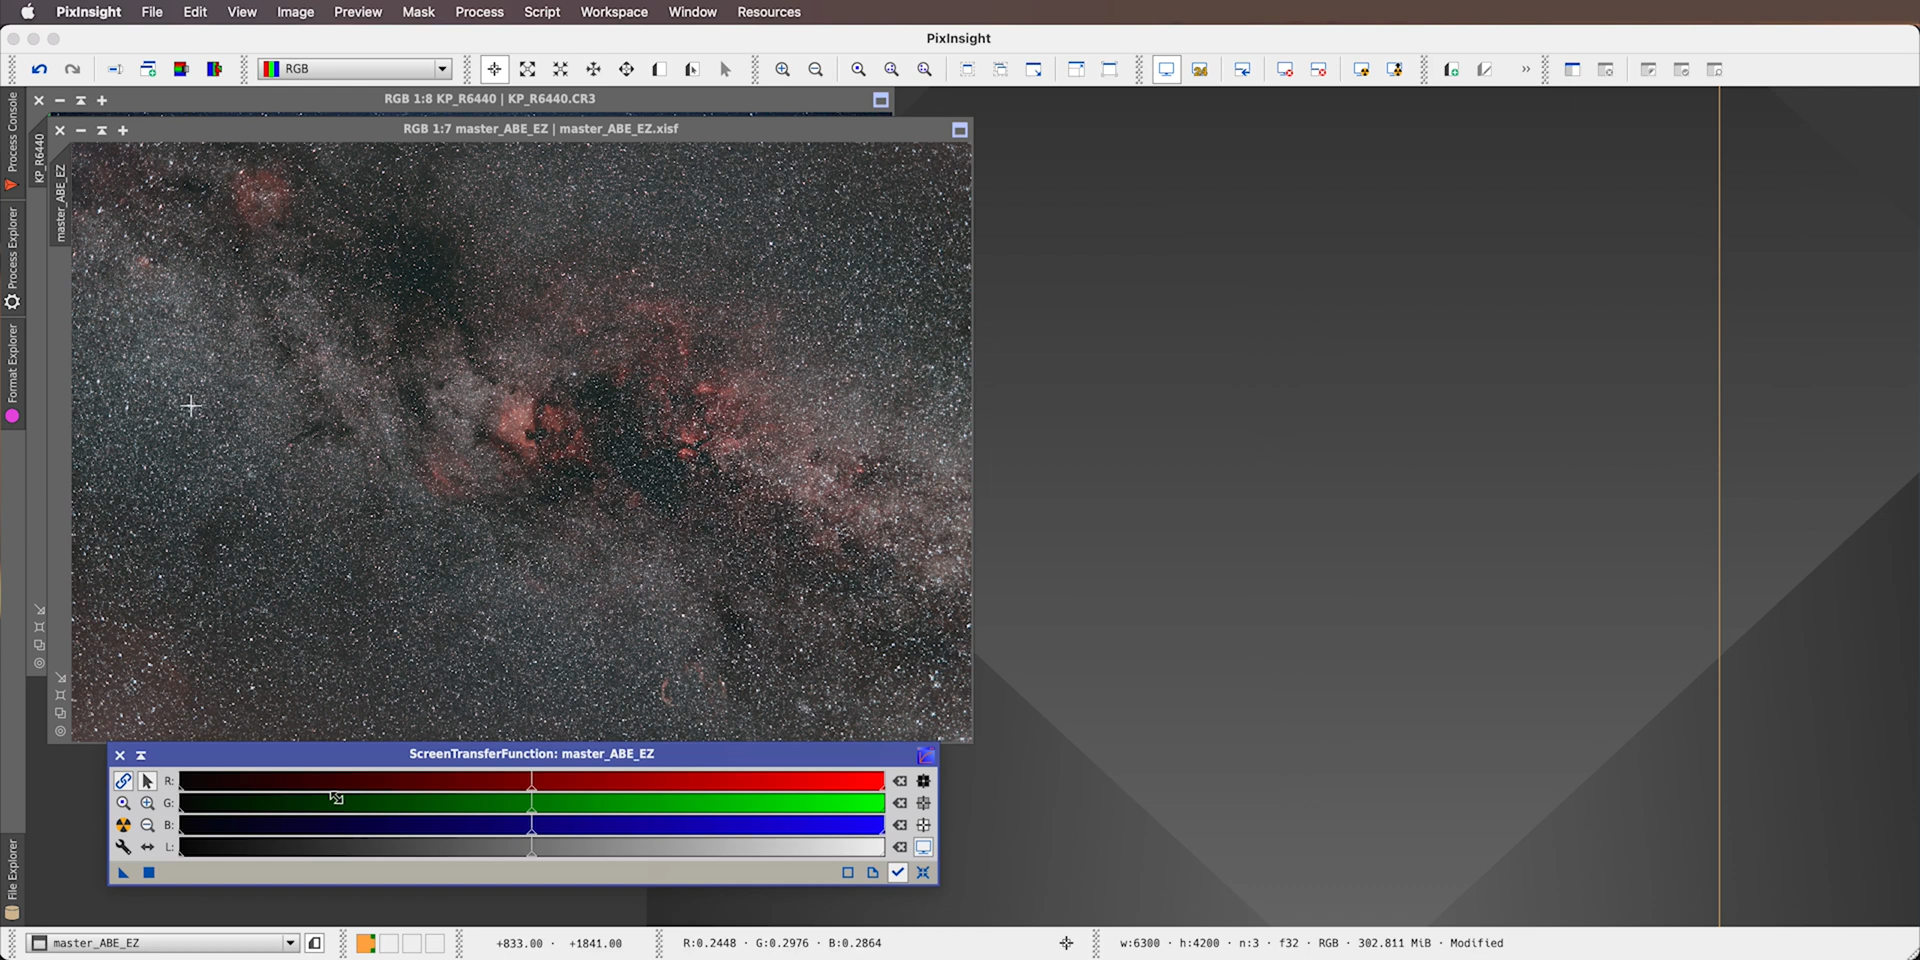 PixInsight File Edit View Image Preview Mask Process Script Workspace Window Resources
PixInsight
RGB
RGB 1:8 KP_R6440 | KP_R6440.CR3
RGB 1:7 master_ABE_EZ | master_ABE_EZ.xisf
Process Console
KP_R6440
master_ABE_EZ
Process Explorer
Format Explorer
File Explorer
ScreenTransferFunction: master_ABE_EZ
R:
G:
B:
L:
master_ABE_EZ
+833.00 · +1841.00
R:0.2448 · G:0.2976 · B:0.2864
w:6300 · h:4200 · n:3 · f32 · RGB · 302.811 MiB · Modified